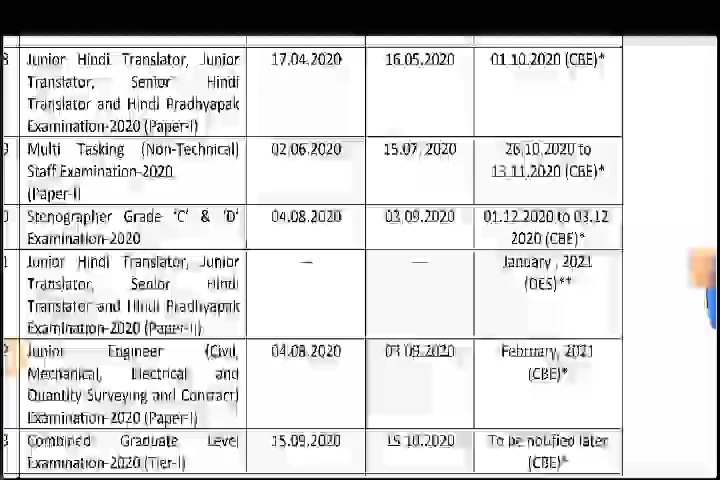 8 Junior Hindi Translator, Junior 17.04.2020 16.05.2020 01.10.2020 (CBE)*
Translator, Senior Hindi
Translator and Hindi Pradhyapak
Examination-2020 (Paper-I)
9 Multi Tasking (Non-Technical) 02.06.2020 15.07.2020 26.10.2020 to
Staff Examination-2020 13.11.2020 (CBE)*
(Paper-I)
0 Stenographer Grade 'C' & 'D' 04.08.2020 03.09.2020 01.12.2020 to 03.12
Examination-2020 2020 (CBE)*
1 Junior Hindi Translator, Junior — — January, 2021
Translator, Senior Hindi (DES)**
Translator and Hindi Pradhyapak
Examination-2020 (Paper-II)
2 Junior Engineer (Civil, 04.08.2020 03.09.2020 February, 2021
Mechanical, Electrical and (CBE)*
Quantity Surveying and Contract)
Examination-2020 (Paper-I)
3 Combined Graduate Level 15.09.2020 15.10.2020 To be notified later
Examination-2020 (Tier-I) (CBE)*